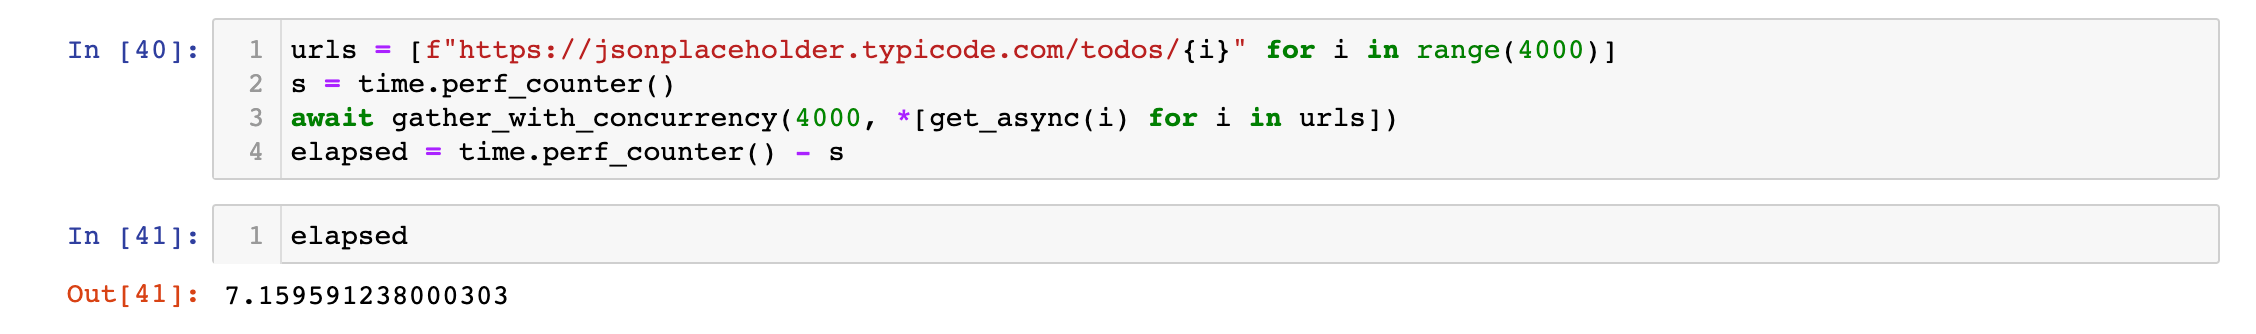 In [40]:
1 urls = [f"https://jsonplaceholder.typicode.com/todos/{i}" for i in range(4000)]
2 s = time.perf_counter()
3 await gather_with_concurrency(4000, *[get_async(i) for i in urls])
4 elapsed = time.perf_counter() - s
In [41]:
1 elapsed
Out[41]: 7.159591238000303